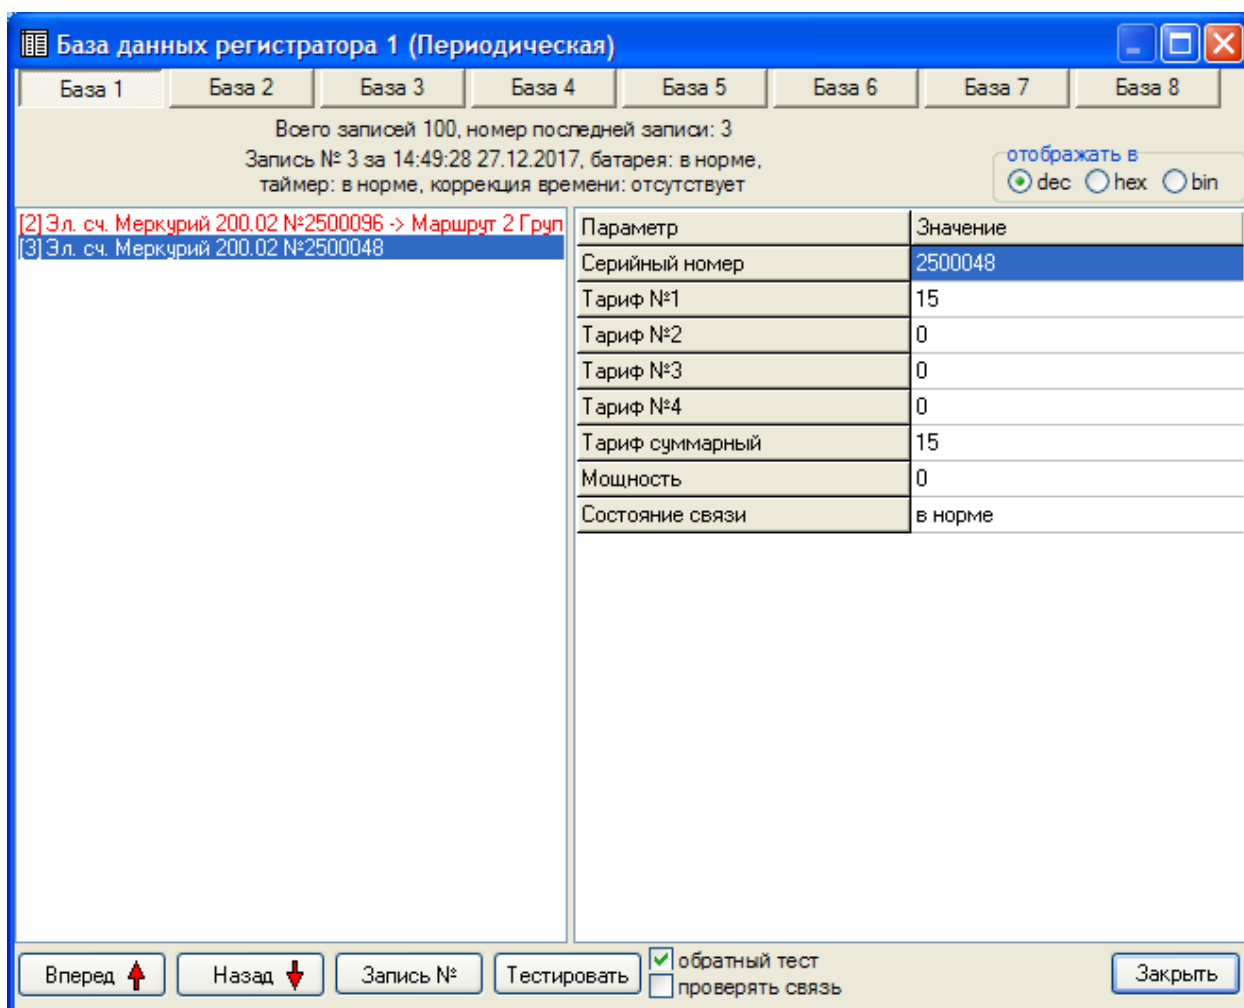 База данных регистратора 1 (Периодическая)
База 1 База 2 База 3 База 4 База 5 База 6 База 7 База 8
Всего записей 100, номер последней записи: 3
Запись № 3 за 14:49:28 27.12.2017, батарея: в норме,
таймер: в норме, коррекция времени: отсутствует
отображать в
dec hex bin
[2] Эл. сч. Меркурий 200.02 №2500096 -> Маршрут 2 Груп
[3] Эл. сч. Меркурий 200.02 №2500048
Параметр Значение
Серийный номер 2500048
Тариф №1 15
Тариф №2 0
Тариф №3 0
Тариф №4 0
Тариф суммарный 15
Мощность 0
Состояние связи в норме
Вперед Назад Запись № Тестировать
обратный тест
проверять связь
Закрыть